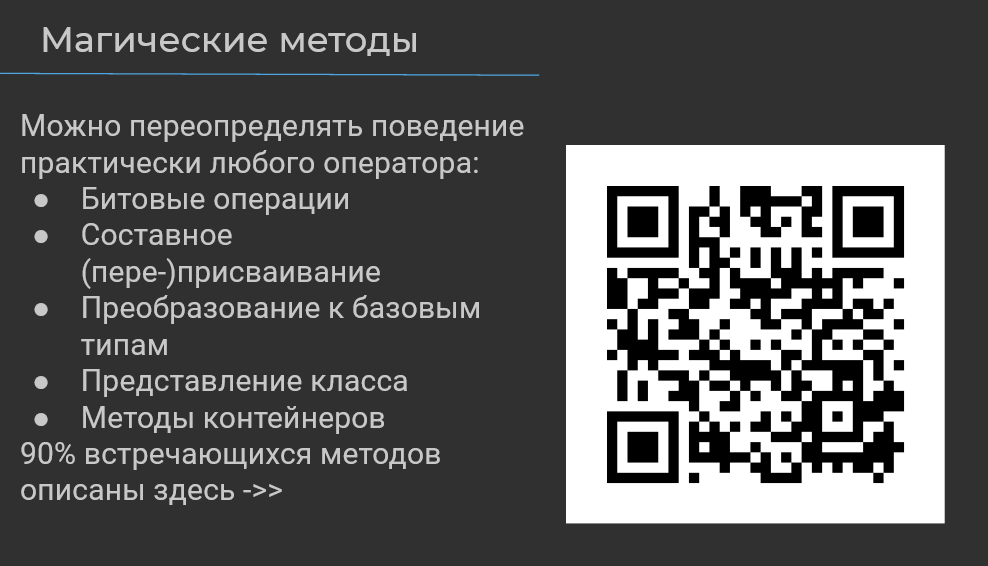 Магические методы
Можно переопределять поведение
практически любого оператора:
● Битовые операции
● Составное
(пере-)присваивание
● Преобразование к базовым
типам
● Представление класса
● Методы контейнеров
90% встречающихся методов
описаны здесь ->>